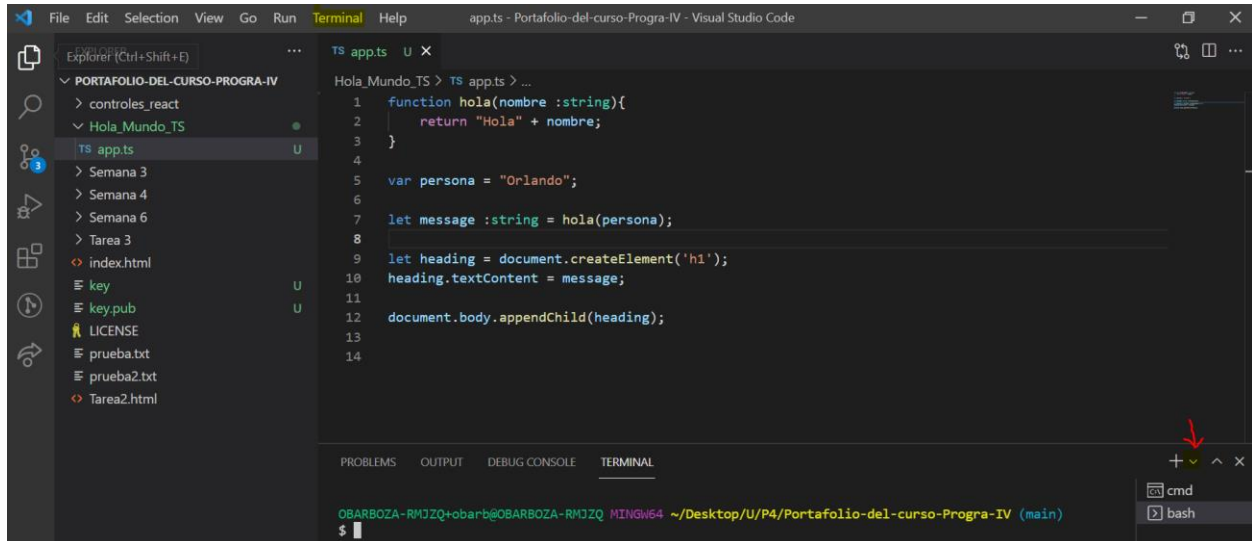 File Edit Selection View Go Run Terminal Help app.ts - Portafolio-del-curso-Progra-IV - Visual Studio Code
Explorer (Ctrl+Shift+E)
PORTAFOLIO-DEL-CURSO-PROGRA-IV
controles_react
Hola_Mundo_TS
TS app.ts U
Semana 3
Semana 4
Semana 6
Tarea 3
index.html
key U
key.pub U
LICENSE
prueba.txt
prueba2.txt
Tarea2.html
3
TS app.ts U
Hola_Mundo_TS > TS app.ts > ...
1 function hola(nombre :string){
2 return "Hola" + nombre;
3 }
4
5 var persona = "Orlando";
6
7 let message :string = hola(persona);
8
9 let heading = document.createElement('h1');
10 heading.textContent = message;
11
12 document.body.appendChild(heading);
13
14
PROBLEMS OUTPUT DEBUG CONSOLE TERMINAL
OBARBOZA-RMJZQ+obarb@OBARBOZA-RMJZQ MINGW64 ~/Desktop/U/P4/Portafolio-del-curso-Progra-IV (main)
$
cmd
bash